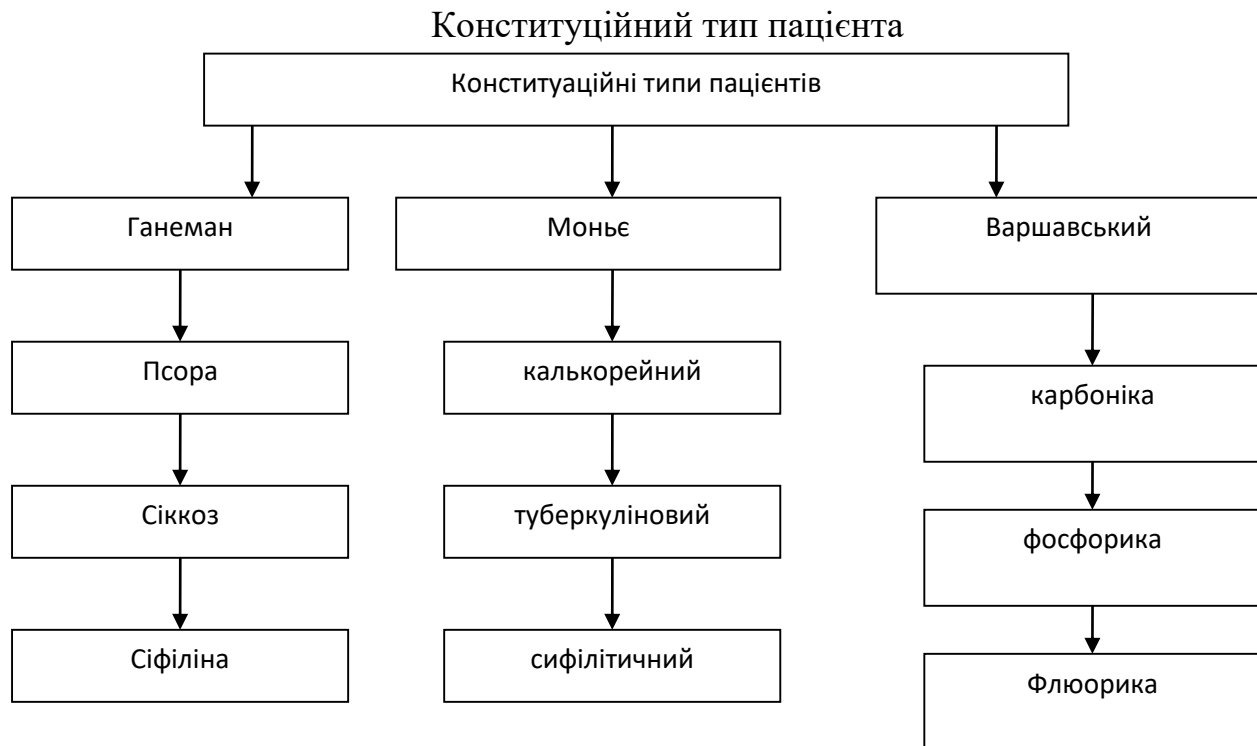 Конституційний тип пацієнта
Конституаційні типи пацієнтів
Ганеман
Моньє
Варшавський
Псора
калькорейний
карбоніка
Сіккоз
туберкуліновий
фосфорика
Сіфіліна
сифілітичний
Флюорика